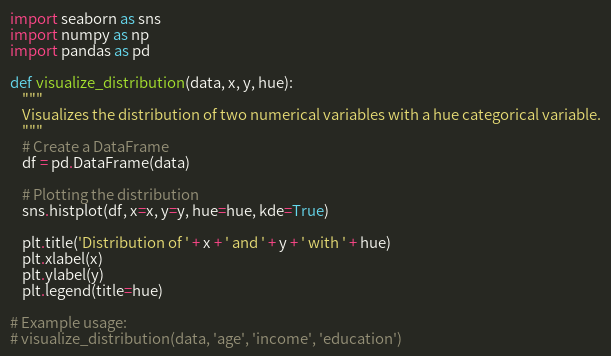 import seaborn as sns
import numpy as np
import pandas as pd

def visualize_distribution(data, x, y, hue):
    """
    Visualizes the distribution of two numerical variables with a hue categorical variable.
    """
    # Create a DataFrame
    df = pd.DataFrame(data)

    # Plotting the distribution
    sns.histplot(df, x=x, y=y, hue=hue, kde=True)

    plt.title('Distribution of ' + x + ' and ' + y + ' with ' + hue)
    plt.xlabel(x)
    plt.ylabel(y)
    plt.legend(title=hue)

# Example usage:
# visualize_distribution(data, 'age', 'income', 'education')